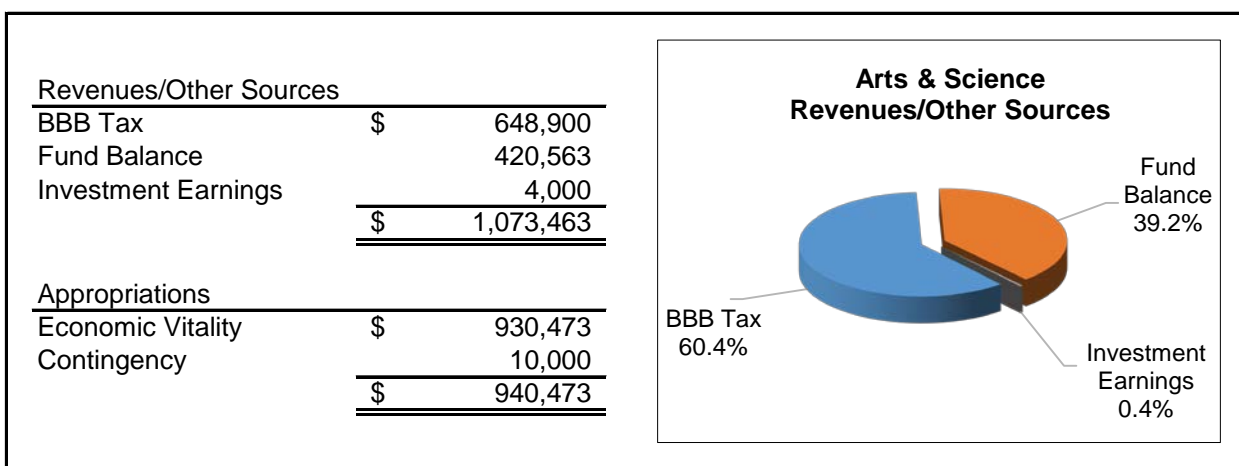 Revenues/Other Sources
BBB Tax $ 648,900
Fund Balance 420,563
Investment Earnings 4,000
$ 1,073,463
Appropriations
Economic Vitality $ 930,473
Contingency 10,000
$ 940,473
Arts & Science
Revenues/Other Sources
Fund
Balance
39.2%
BBB Tax
60.4%
Investment
Earnings
0.4%